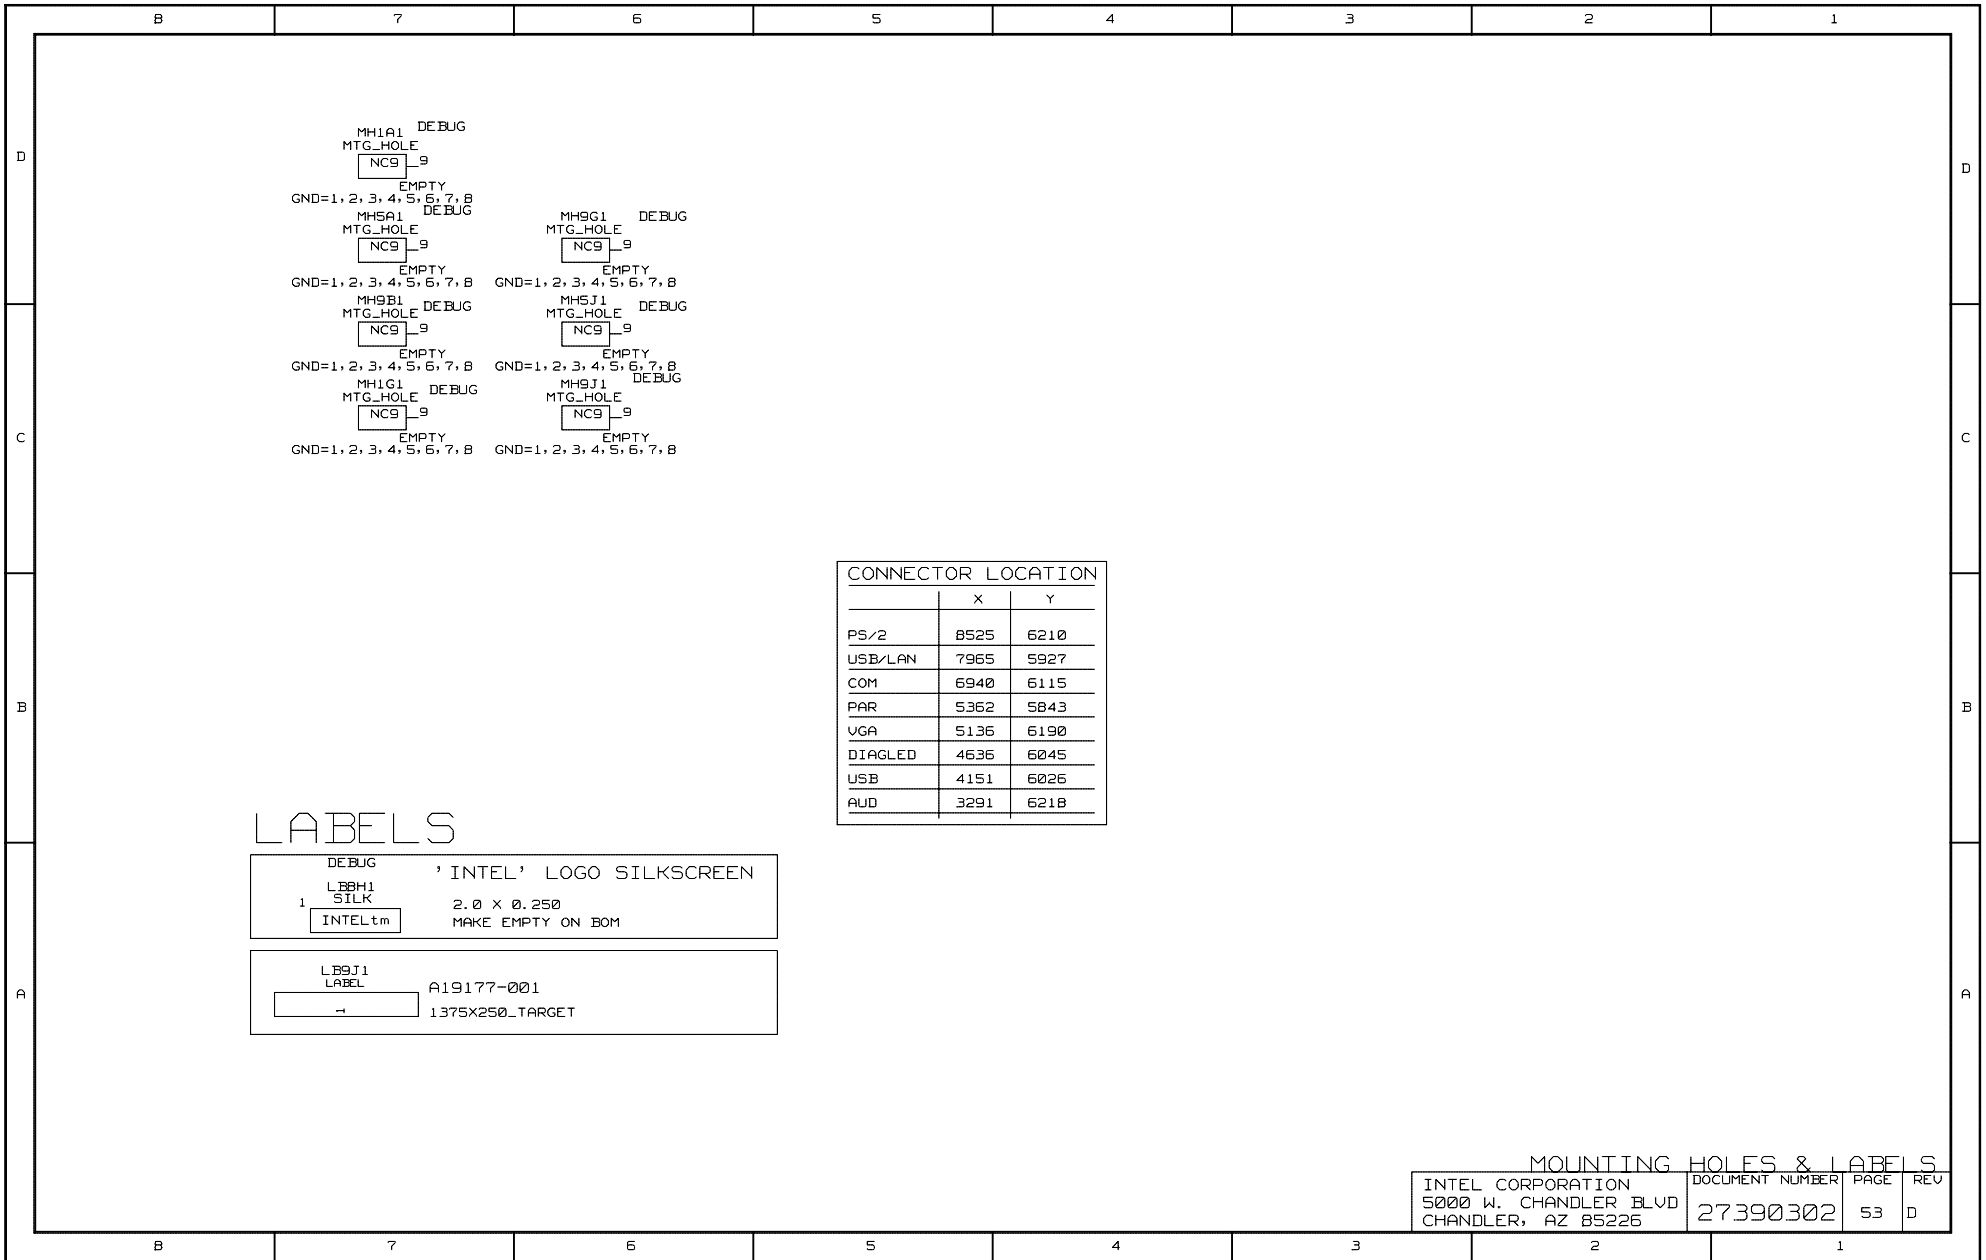 8 7 6 5 4 3 2 1
D
D
MH1A1 DEBUG
MTG_HOLE
NC9 9
EMPTY
GND=1,2,3,4,5,6,7,8
MH5A1 DEBUG
MTG_HOLE
NC9 9
EMPTY
GND=1,2,3,4,5,6,7,8
MH9G1 DEBUG
MTG_HOLE
NC9 9
EMPTY
GND=1,2,3,4,5,6,7,8
MH9B1 DEBUG
MTG_HOLE
NC9 9
EMPTY
GND=1,2,3,4,5,6,7,8
MH5J1 DEBUG
MTG_HOLE
NC9 9
EMPTY
GND=1,2,3,4,5,6,7,8
MH1G1 DEBUG
MTG_HOLE
NC9 9
EMPTY
GND=1,2,3,4,5,6,7,8
MH9J1 DEBUG
MTG_HOLE
NC9 9
EMPTY
GND=1,2,3,4,5,6,7,8
C
C
CONNECTOR LOCATION
X Y
PS/2 8525 6210
USB/LAN 7965 5927
COM 6940 6115
PAR 5362 5843
VGA 5136 6190
DIAGLED 4636 6045
USB 4151 6026
AUD 3291 6218
B
B
LABELS
DEBUG
'INTEL' LOGO SILKSCREEN
LB8H1
SILK
1
INTELtm
2.0 X 0.250
MAKE EMPTY ON BOM
LB9J1
LABEL
1
A19177-001
1375X250_TARGET
A
A
MOUNTING HOLES & LABELS
INTEL CORPORATION
5000 W. CHANDLER BLVD
CHANDLER, AZ 85226
DOCUMENT NUMBER
27390302
PAGE
53
REV
D
8 7 6 5 4 3 2 1